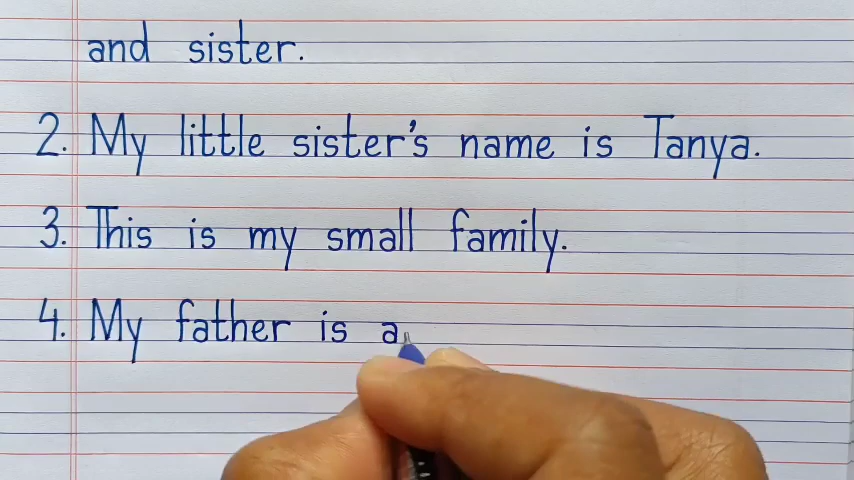 and sister.
2. My little sister's name is Tanya.
3. This is my small family.
4. My father is a